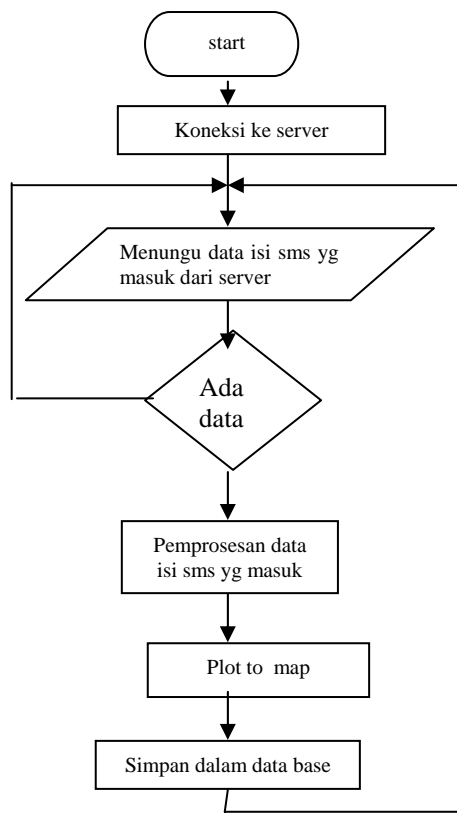 start
Koneksi ke server
Menungu data isi sms yg
masuk dari server
Ada
data
Pemprosesan data
isi sms yg masuk
Plot to map
Simpan dalam data base